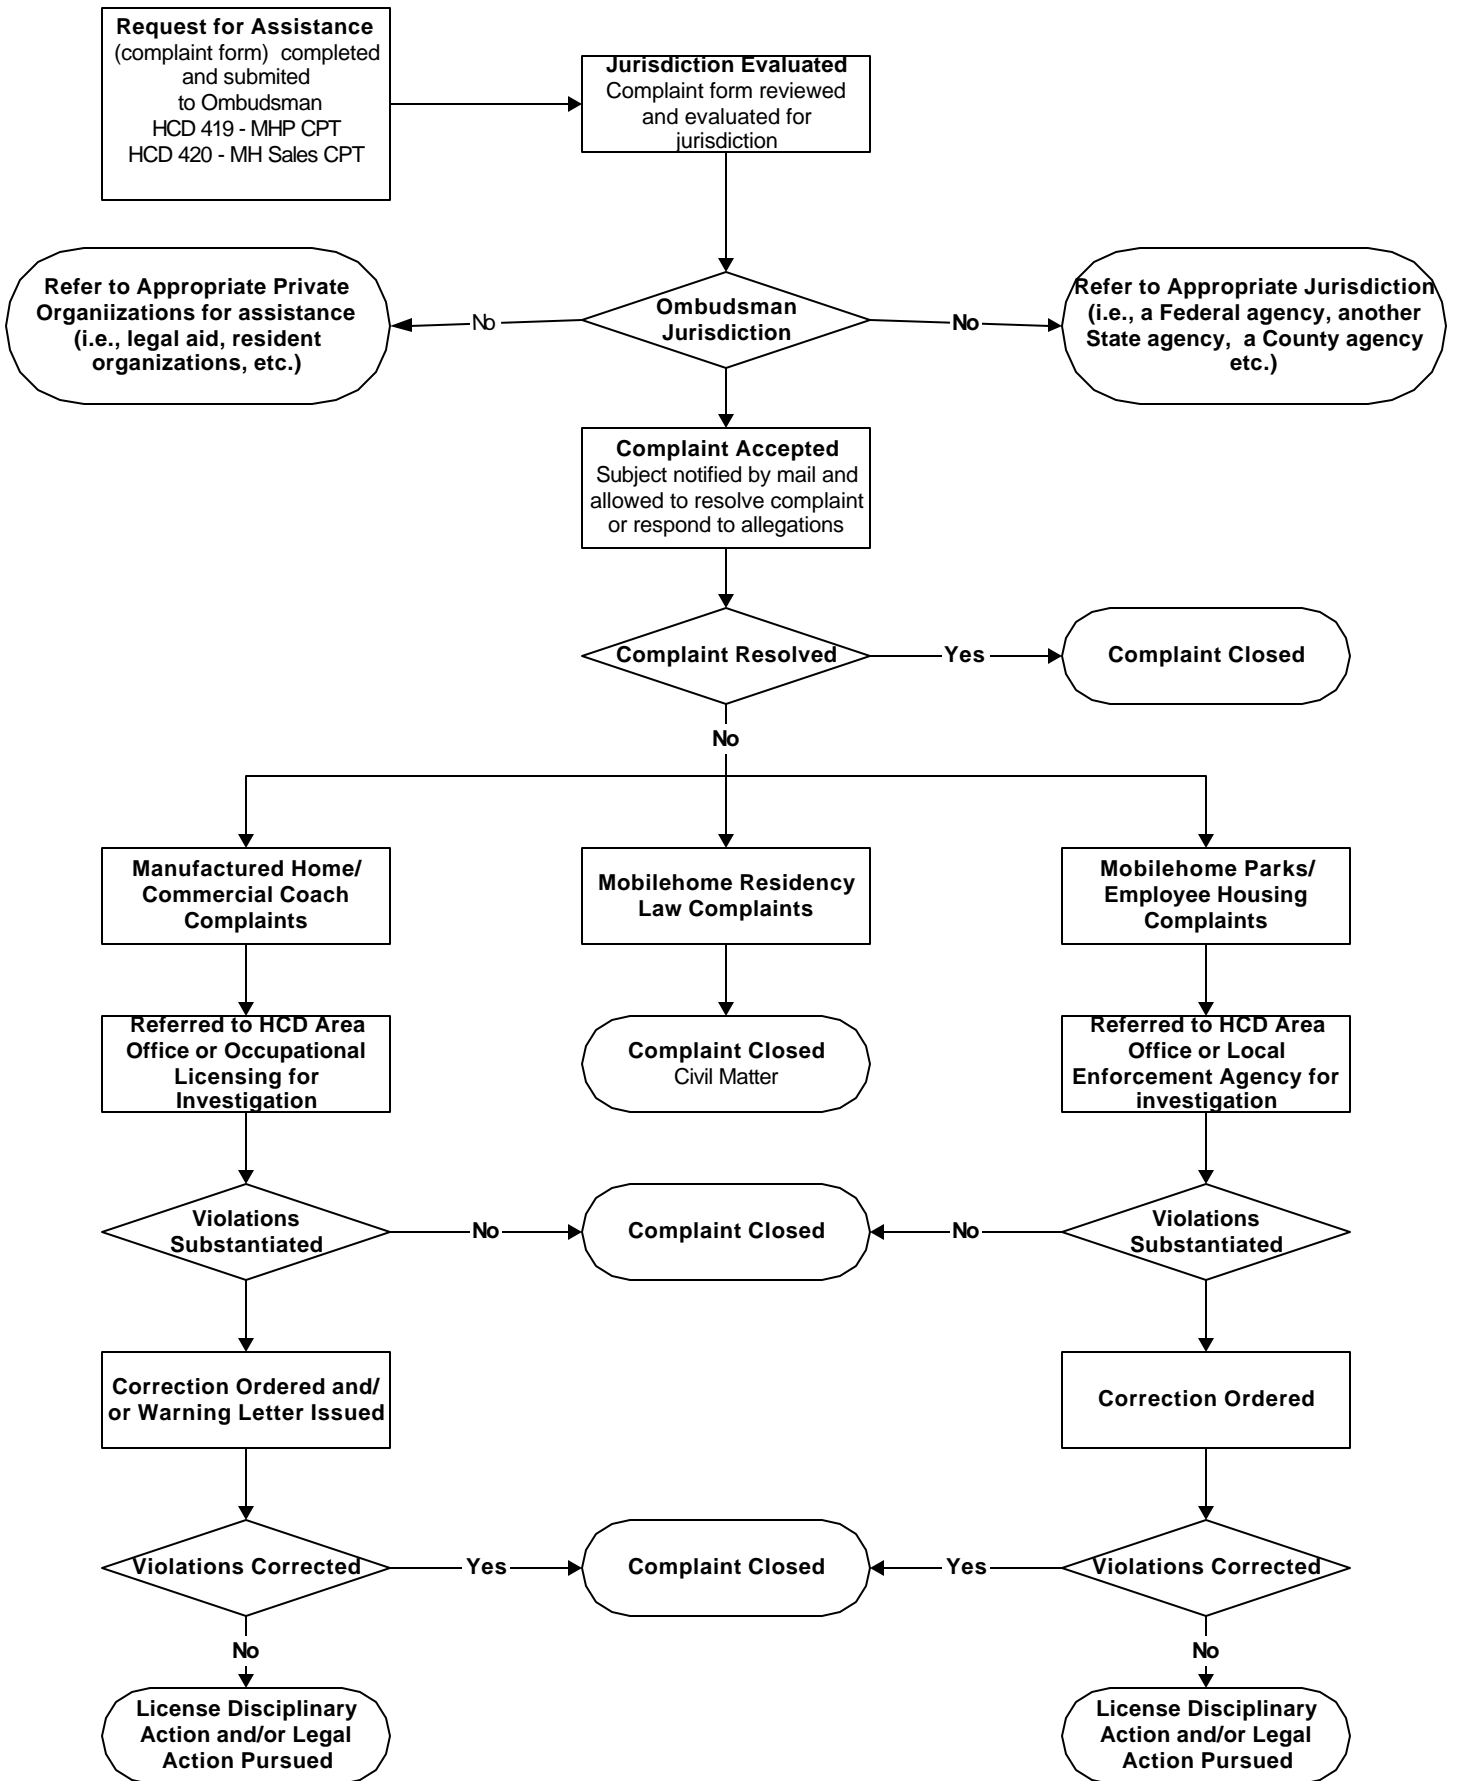 Request for Assistance
(complaint form) completed
and submited
to Ombudsman
HCD 419 - MHP CPT
HCD 420 - MH Sales CPT
Jurisdiction Evaluated
Complaint form reviewed
and evaluated for
jurisdiction
Refer to Appropriate Private
Organiizations for assistance
(i.e., legal aid, resident
organizations, etc.)
No
Ombudsman
Jurisdiction
No
Refer to Appropriate Jurisdiction
(i.e., a Federal agency, another
State agency, a County agency
etc.)
Complaint Accepted
Subject notified by mail and
allowed to resolve complaint
or respond to allegations
Complaint Resolved
Yes
Complaint Closed
No
Manufactured Home/
Commercial Coach
Complaints
Mobilehome Residency
Law Complaints
Mobilehome Parks/
Employee Housing
Complaints
Referred to HCD Area
Office or Occupational
Licensing for
Investigation
Complaint Closed
Civil Matter
Referred to HCD Area
Office or Local
Enforcement Agency for
investigation
Violations
Substantiated
No
Complaint Closed
No
Violations
Substantiated
Correction Ordered and/
or Warning Letter Issued
Correction Ordered
Violations Corrected
Yes
Complaint Closed
Yes
Violations Corrected
No
No
License Disciplinary
Action and/or Legal
Action Pursued
License Disciplinary
Action and/or Legal
Action Pursued